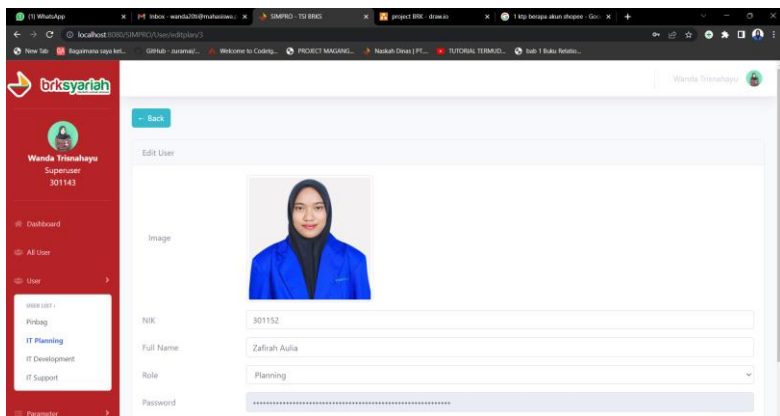 (1) WhatsApp
Inbox - wanda20ti@mahasiswa.p
SIMPRO - TSI BRKS
project BRK - draw.io
1 ktp berapa akun shopee - Goo
localhost:8080/SIMPRO/User/editplan/3
New Tab
Bagaimana saya ket...
GitHub - zuramai/...
Welcome to CodeIg...
PROJECT MAGANG...
Naskah Dinas | PT....
TUTORIAL TERMUD...
bab 1 Buku Relatio...
brksyariah
Wanda Trisnahayu
Wanda Trisnahayu
Superuser
301143
Dashboard
All User
User
USER LIST :
Pinbag
IT Planning
IT Development
IT Support
Parameter
← Back
Edit User
Image
NIK
301152
Full Name
Zafirah Aulia
Role
Planning
Password